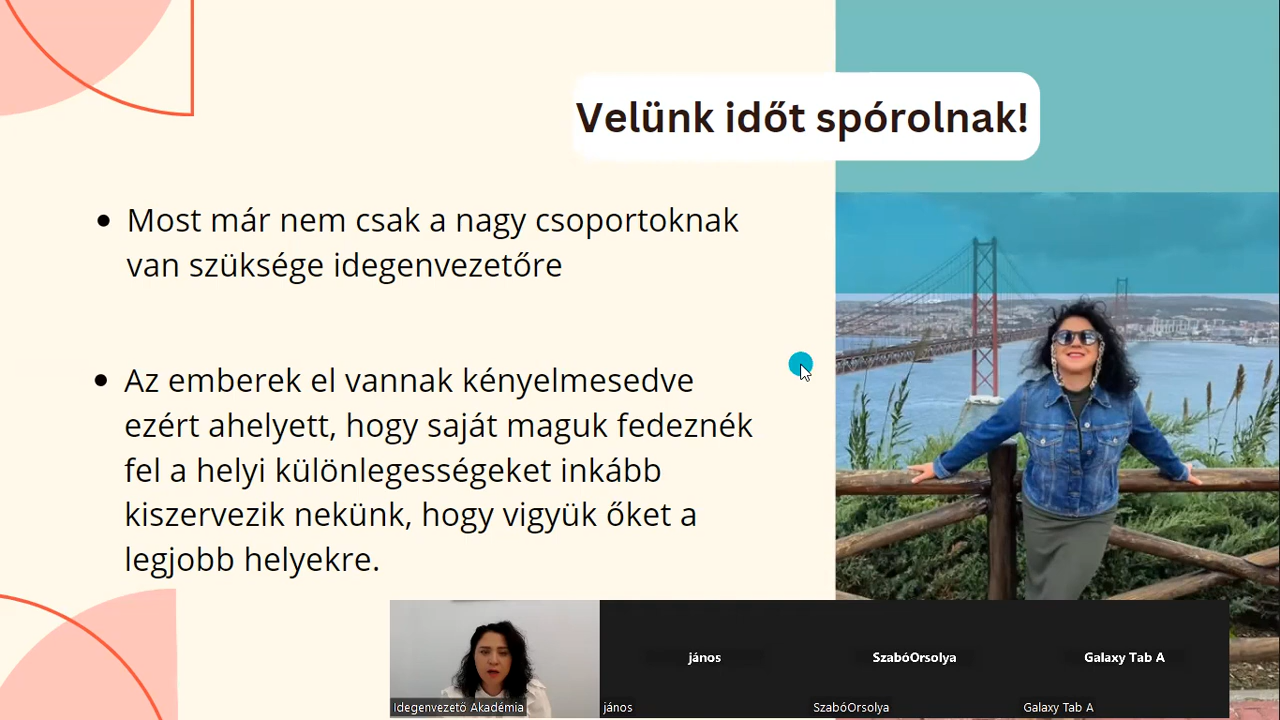 Velünk időt spórolnak!
• Most már nem csak a nagy csoportoknak
van szüksége idegenvezetőre
• Az emberek el vannak kényelmesedve
ezért ahelyett, hogy saját maguk fedeznék
fel a helyi különlegességeket inkább
kiszervezik nekünk, hogy vigyük őket a
legjobb helyekre.
jános
SzabóOrsolya
Galaxy Tab A
Idegenvezető Akadémia
jános
SzabóOrsolya
Galaxy Tab A